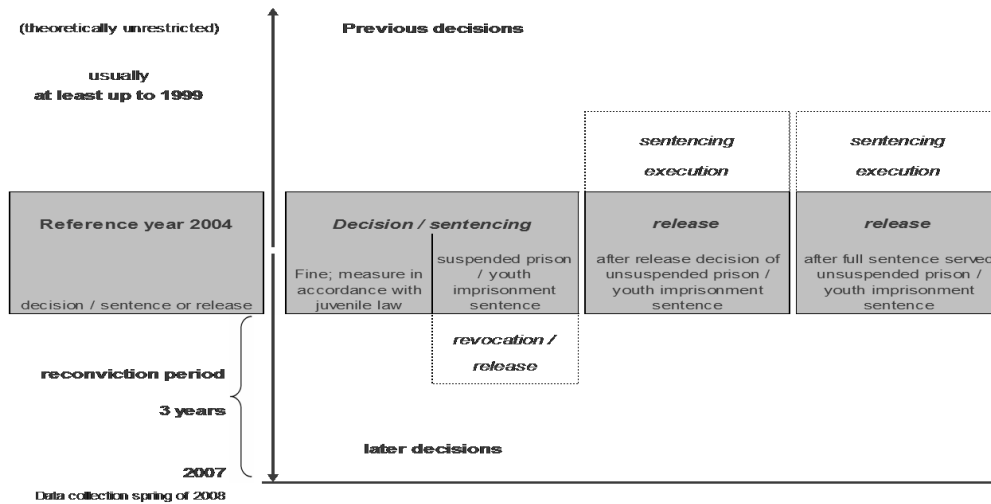 (theoretically unrestricted)
usually
at least up to 1999
Previous decisions
sentencing
execution
sentencing
execution
Reference year 2004
decision / sentence or release
Decision / sentencing
Fine; measure in
accordance with
juvenile law
suspended prison
/ youth
imprisonment
sentence
release
after release decision of
unsuspended prison /
youth imprisonment
sentence
release
after full sentence served
unsuspended prison /
youth imprisonment
sentence
revocation /
release
reconviction period
3 years
later decisions
2007
Data collection spring of 2008